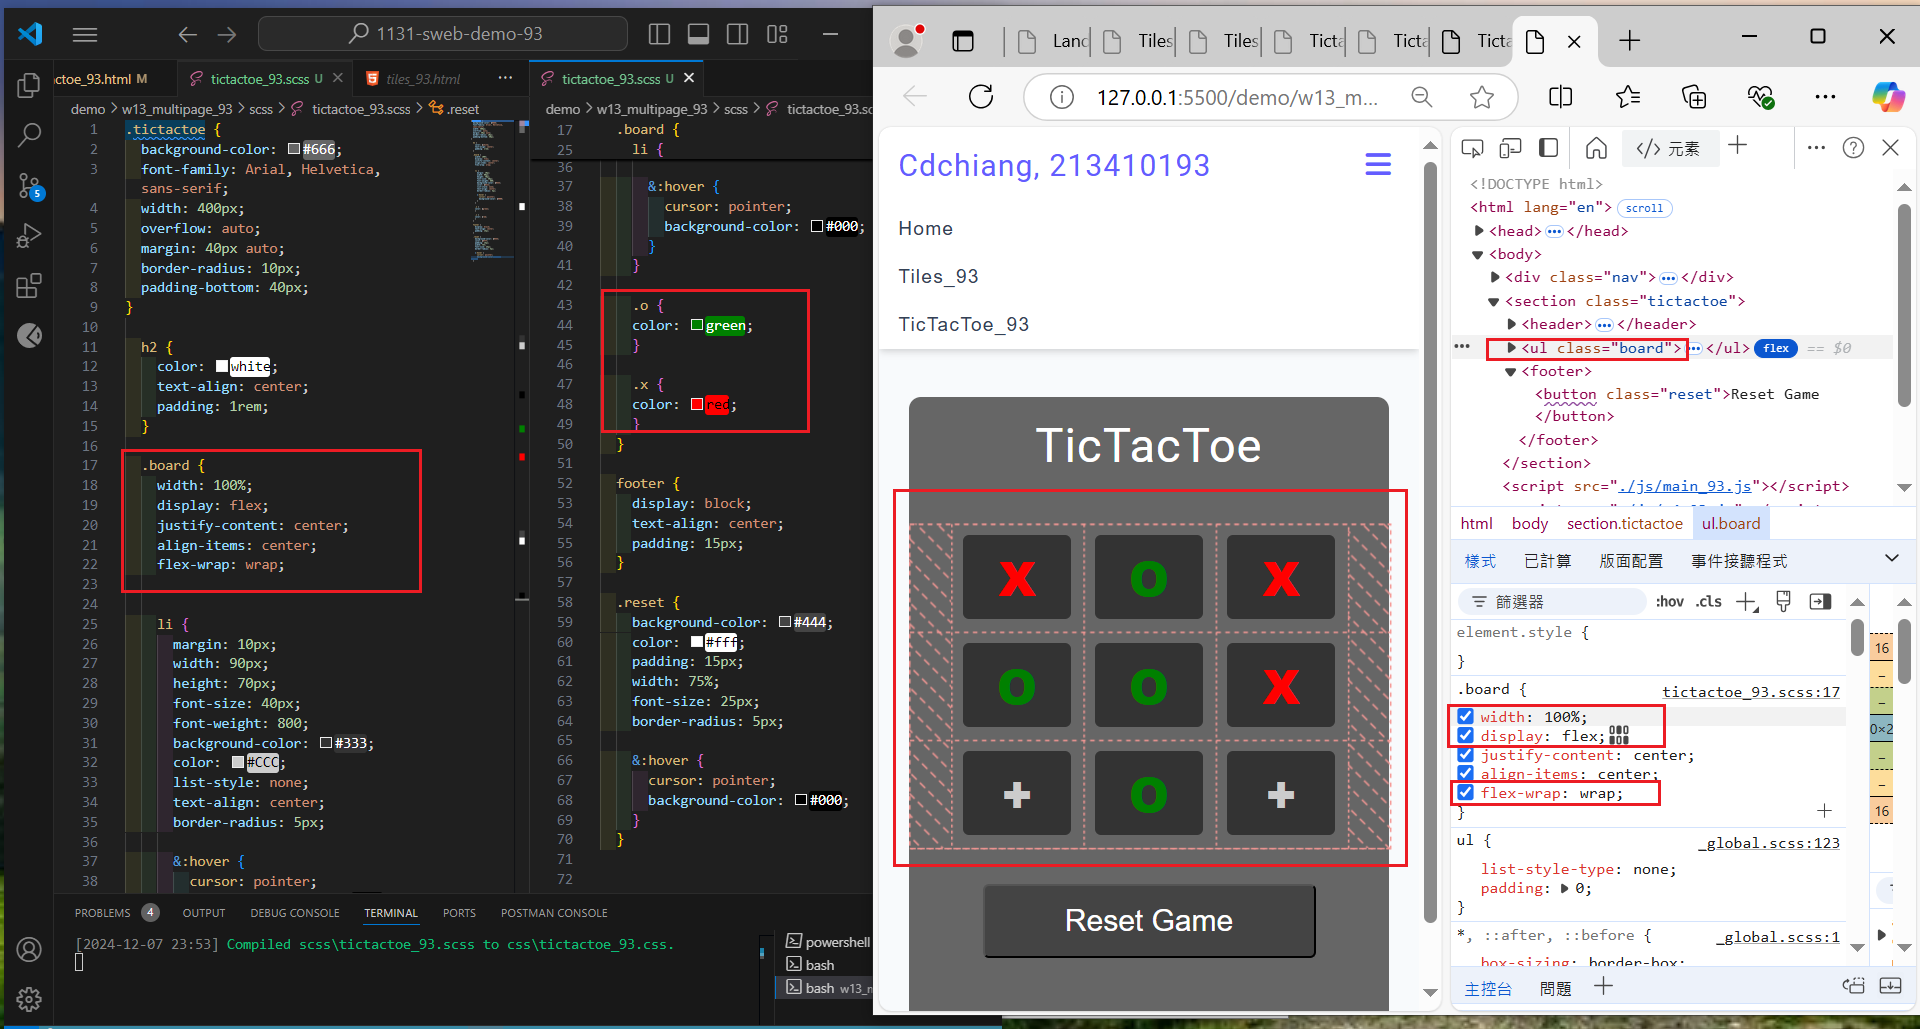 1131-sweb-demo-93
ctoe_93.html M
tictactoe_93.scss U
tiles_93.html
demo > w13_multipage_93 > scss > tictactoe_93.scss > .reset
1 .tictactoe {
2 background-color: #666;
3 font-family: Arial, Helvetica,
sans-serif;
4 width: 400px;
5 overflow: auto;
6 margin: 40px auto;
7 border-radius: 10px;
8 padding-bottom: 40px;
9 }
10
11 h2 {
12 color: white;
13 text-align: center;
14 padding: 1rem;
15 }
16
17 .board {
18 width: 100%;
19 display: flex;
20 justify-content: center;
21 align-items: center;
22 flex-wrap: wrap;
23
24
25 li {
26 margin: 10px;
27 width: 90px;
28 height: 70px;
29 font-size: 40px;
30 font-weight: 800;
31 background-color: #333;
32 color: #CCC;
33 list-style: none;
34 text-align: center;
35 border-radius: 5px;
36
37 &:hover {
38 cursor: pointer;
tictactoe_93.scss U
demo > w13_multipage_93 > scss > tictactoe_93.sc
17 .board {
25 li {
36
37 &:hover {
38 cursor: pointer;
39 background-color: #000;
40 }
41 }
42
43 .o {
44 color: green;
45 }
46
47 .x {
48 color: red;
49 }
50 }
51
52 footer {
53 display: block;
54 text-align: center;
55 padding: 15px;
56 }
57
58 .reset {
59 background-color: #444;
60 color: #fff;
61 padding: 15px;
62 width: 75%;
63 font-size: 25px;
64 border-radius: 5px;
65
66 &:hover {
67 cursor: pointer;
68 background-color: #000;
69 }
70 }
71
72
5
PROBLEMS 4 OUTPUT DEBUG CONSOLE TERMINAL PORTS POSTMAN CONSOLE
[2024-12-07 23:53] Compiled scss\tictactoe_93.scss to css\tictactoe_93.css.
powershell
bash
bash w13_m
Land Tiles Tiles Ticta Ticta Ticta
127.0.0.1:5500/demo/w13_m...
Cdchiang, 213410193
Home
Tiles_93
TicTacToe_93
TicTacToe
X O X
O O X
+ O +
Reset Game
</> 元素
<!DOCTYPE html>
<html lang="en"> scroll
<head> ... </head>
<body>
<div class="nav"> ... </div>
<section class="tictactoe">
<header> ... </header>
<ul class="board"> ... </ul> flex == $0
<footer>
<button class="reset">Reset Game
</button>
</footer>
</section>
<script src="./js/main_93.js"></script>
html body section.tictactoe ul.board
樣式 已計算 版面配置 事件接聽程式
篩選器 :hov .cls
element.style {
}
.board { tictactoe_93.scss:17
width: 100%;
display: flex;
justify-content: center;
align-items: center;
flex-wrap: wrap;
}
ul { _global.scss:123
list-style-type: none;
padding: 0;
}
*, ::after, ::before { _global.scss:1
box-sizing: border-box;
16
–
–
0×2
–
–
16
主控台 問題